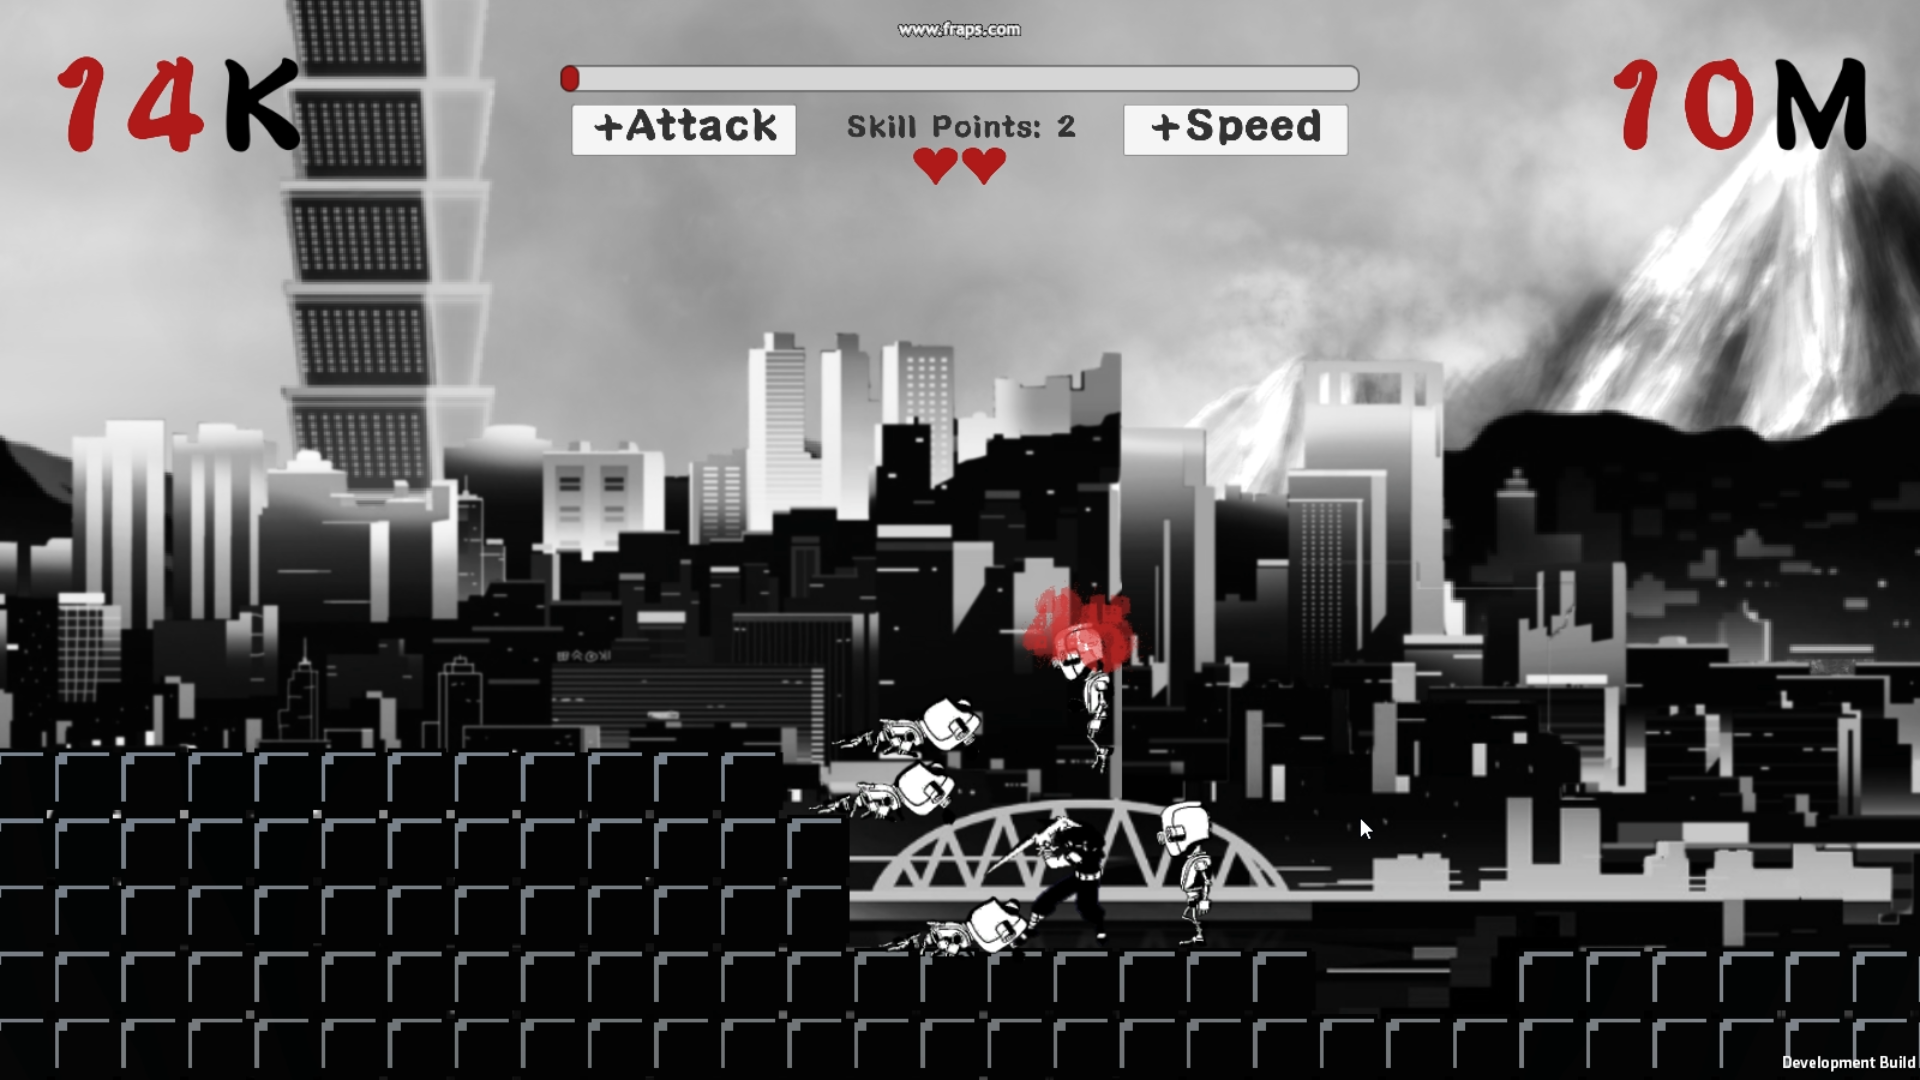 www.fraps.com
14K
10M
+Attack
Skill Points: 2
+Speed
Development Build